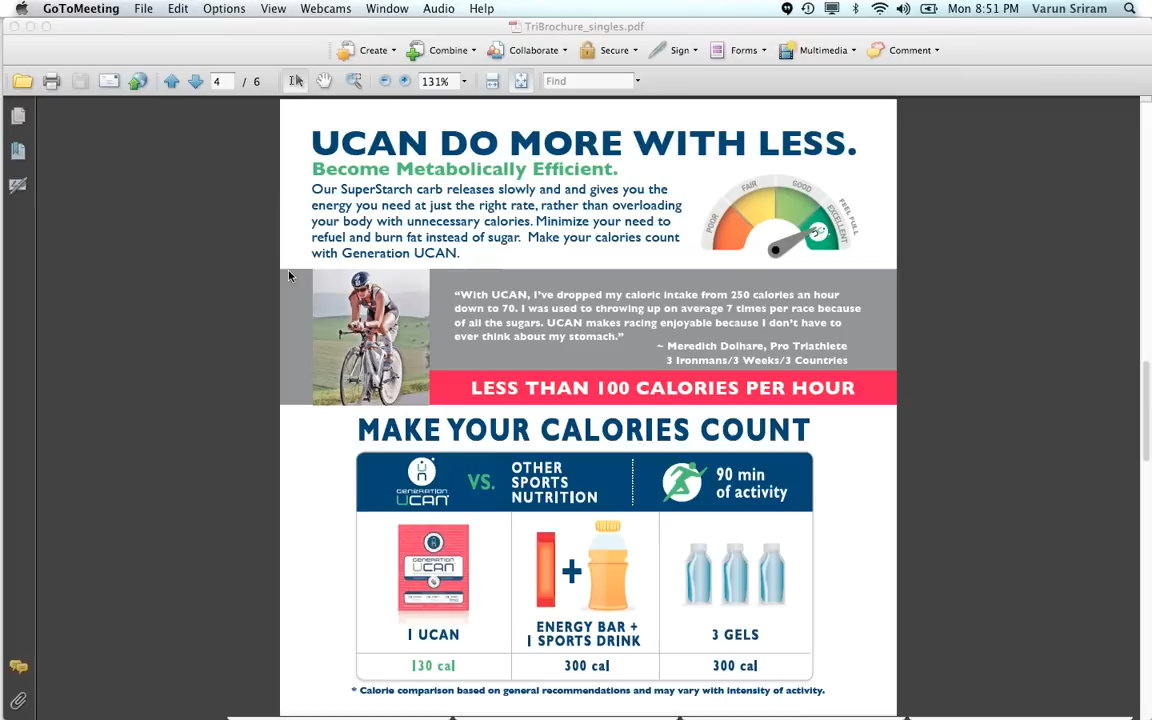 GoToMeeting File Edit Options View Webcams Window Audio Help Mon 8:51 PM Varun Sriram
TriBrochure_singles.pdf
Create Combine Collaborate Secure Sign Forms Multimedia Comment
4 / 6 131% Find
UCAN DO MORE WITH LESS.
Become Metabolically Efficient.
Our SuperStarch carb releases slowly and and gives you the
energy you need at just the right rate, rather than overloading
your body with unnecessary calories. Minimize your need to
refuel and burn fat instead of sugar. Make your calories count
with Generation UCAN.
POOR
FAIR
GOOD
EXCELLENT
FEEL FULL
“With UCAN, I’ve dropped my caloric intake from 250 calories an hour
down to 70. I was used to throwing up on average 7 times per race because
of all the sugars. UCAN makes racing enjoyable because I don’t have to
ever think about my stomach.”
~ Meredith Dolhare, Pro Triathlete
3 Ironmans/3 Weeks/3 Countries
LESS THAN 100 CALORIES PER HOUR
MAKE YOUR CALORIES COUNT
GENERATION
UCAN
VS.
OTHER
SPORTS
NUTRITION
90 min
of activity
GENERATION
UCAN
1 UCAN
ENERGY BAR +
1 SPORTS DRINK
3 GELS
130 cal
300 cal
300 cal
* Calorie comparison based on general recommendations and may vary with intensity of activity.